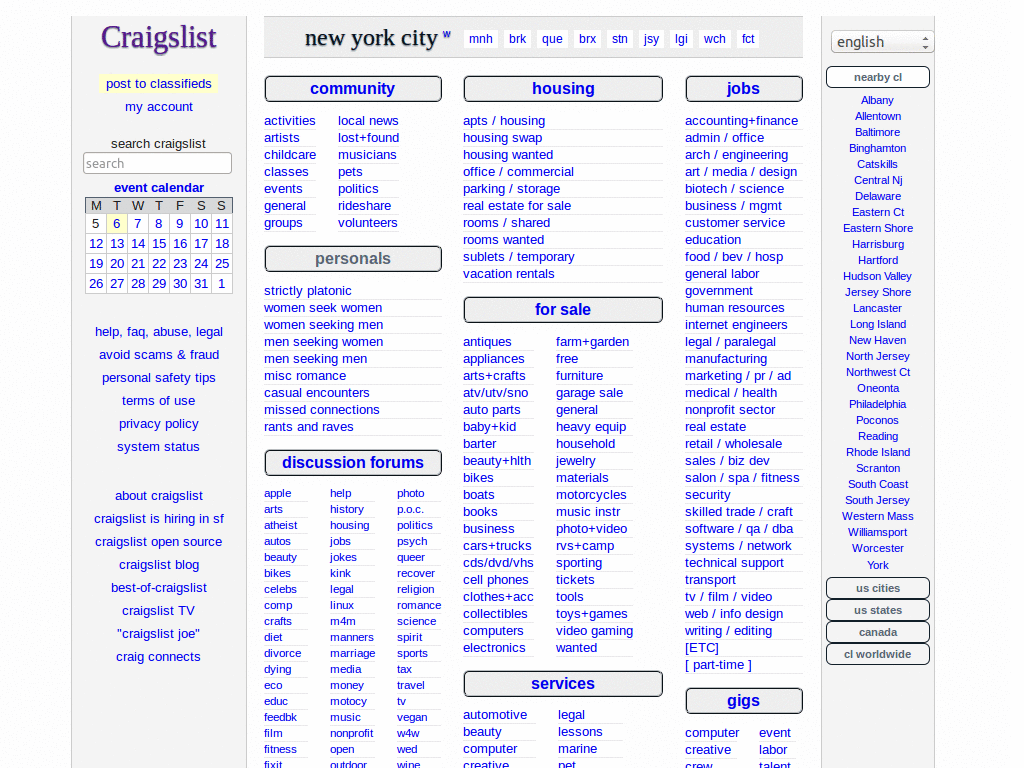 Craigslist
post to classifieds
my account
search craigslist
search
event calendar
M T W T F S S
5 6 7 8 9 10 11
12 13 14 15 16 17 18
19 20 21 22 23 24 25
26 27 28 29 30 31 1
help, faq, abuse, legal
avoid scams & fraud
personal safety tips
terms of use
privacy policy
system status
about craigslist
craigslist is hiring in sf
craigslist open source
craigslist blog
best-of-craigslist
craigslist TV
"craigslist joe"
craig connects
new york city w mnh brk que brx stn jsy lgi wch fct
community
activities
artists
childcare
classes
events
general
groups
local news
lost+found
musicians
pets
politics
rideshare
volunteers
personals
strictly platonic
women seek women
women seeking men
men seeking women
men seeking men
misc romance
casual encounters
missed connections
rants and raves
discussion forums
apple
arts
atheist
autos
beauty
bikes
celebs
comp
crafts
diet
divorce
dying
eco
educ
feedbk
film
fitness
fixit
help
history
housing
jobs
jokes
kink
legal
linux
m4m
manners
marriage
media
money
motocy
music
nonprofit
open
outdoor
photo
p.o.c.
politics
psych
queer
recover
religion
romance
science
spirit
sports
tax
travel
tv
vegan
w4w
wed
wine
housing
apts / housing
housing swap
housing wanted
office / commercial
parking / storage
real estate for sale
rooms / shared
rooms wanted
sublets / temporary
vacation rentals
for sale
antiques
appliances
arts+crafts
atv/utv/sno
auto parts
baby+kid
barter
beauty+hlth
bikes
boats
books
business
cars+trucks
cds/dvd/vhs
cell phones
clothes+acc
collectibles
computers
electronics
farm+garden
free
furniture
garage sale
general
heavy equip
household
jewelry
materials
motorcycles
music instr
photo+video
rvs+camp
sporting
tickets
tools
toys+games
video gaming
wanted
services
automotive
beauty
computer
creative
legal
lessons
marine
pet
jobs
accounting+finance
admin / office
arch / engineering
art / media / design
biotech / science
business / mgmt
customer service
education
food / bev / hosp
general labor
government
human resources
internet engineers
legal / paralegal
manufacturing
marketing / pr / ad
medical / health
nonprofit sector
real estate
retail / wholesale
sales / biz dev
salon / spa / fitness
security
skilled trade / craft
software / qa / dba
systems / network
technical support
transport
tv / film / video
web / info design
writing / editing
[ETC]
[ part-time ]
gigs
computer
creative
crew
event
labor
talent
english
nearby cl
Albany
Allentown
Baltimore
Binghamton
Catskills
Central Nj
Delaware
Eastern Ct
Eastern Shore
Harrisburg
Hartford
Hudson Valley
Jersey Shore
Lancaster
Long Island
New Haven
North Jersey
Northwest Ct
Oneonta
Philadelphia
Poconos
Reading
Rhode Island
Scranton
South Coast
South Jersey
Western Mass
Williamsport
Worcester
York
us cities
us states
canada
cl worldwide